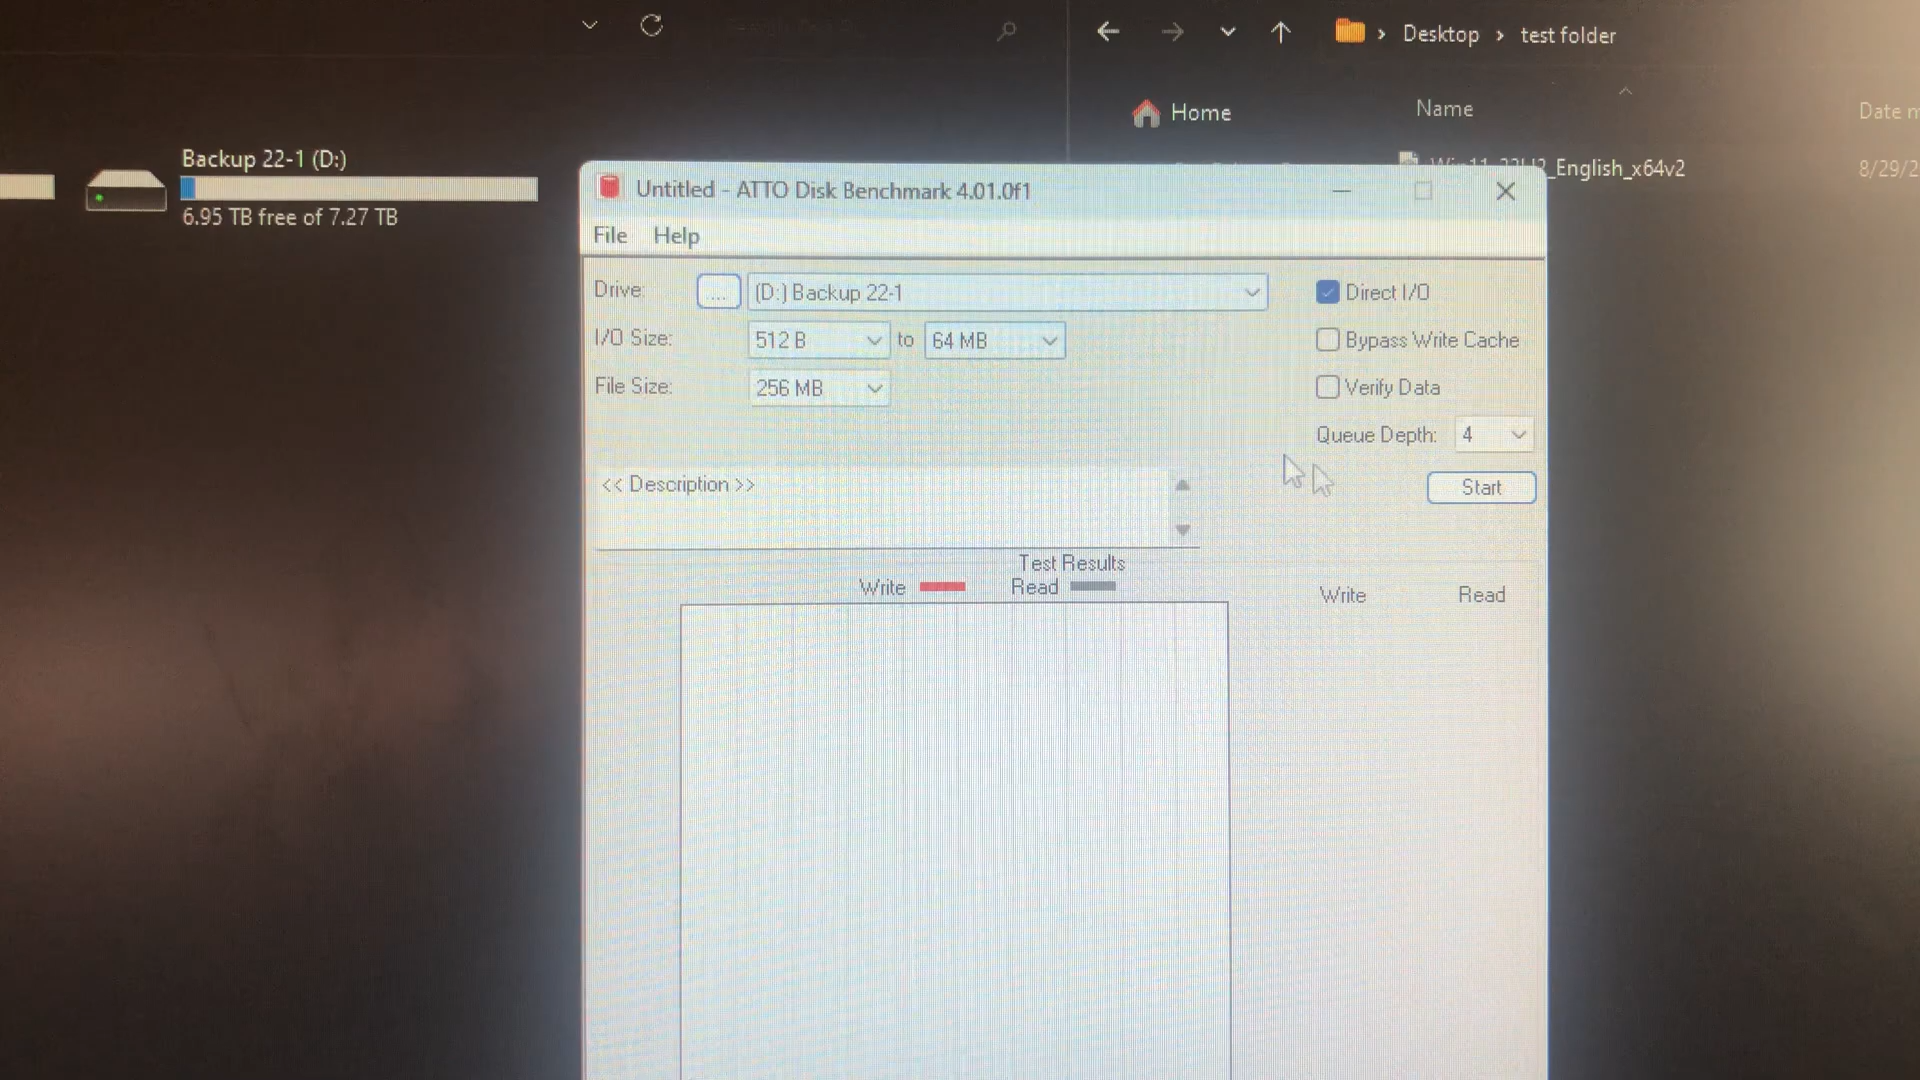 Desktop › test folder
Home
Name
Date
Backup 22-1 (D:)
6.95 TB free of 7.27 TB
Win11_22H2_English_x64v2
8/29/2
Untitled - ATTO Disk Benchmark 4.01.0f1
File Help
Drive: .... (D:) Backup 22-1
Direct I/O
I/O Size: 512 B to 64 MB
Bypass Write Cache
File Size: 256 MB
Verify Data
Queue Depth: 4
<< Description >>
Start
Test Results
Write Read
Write Read